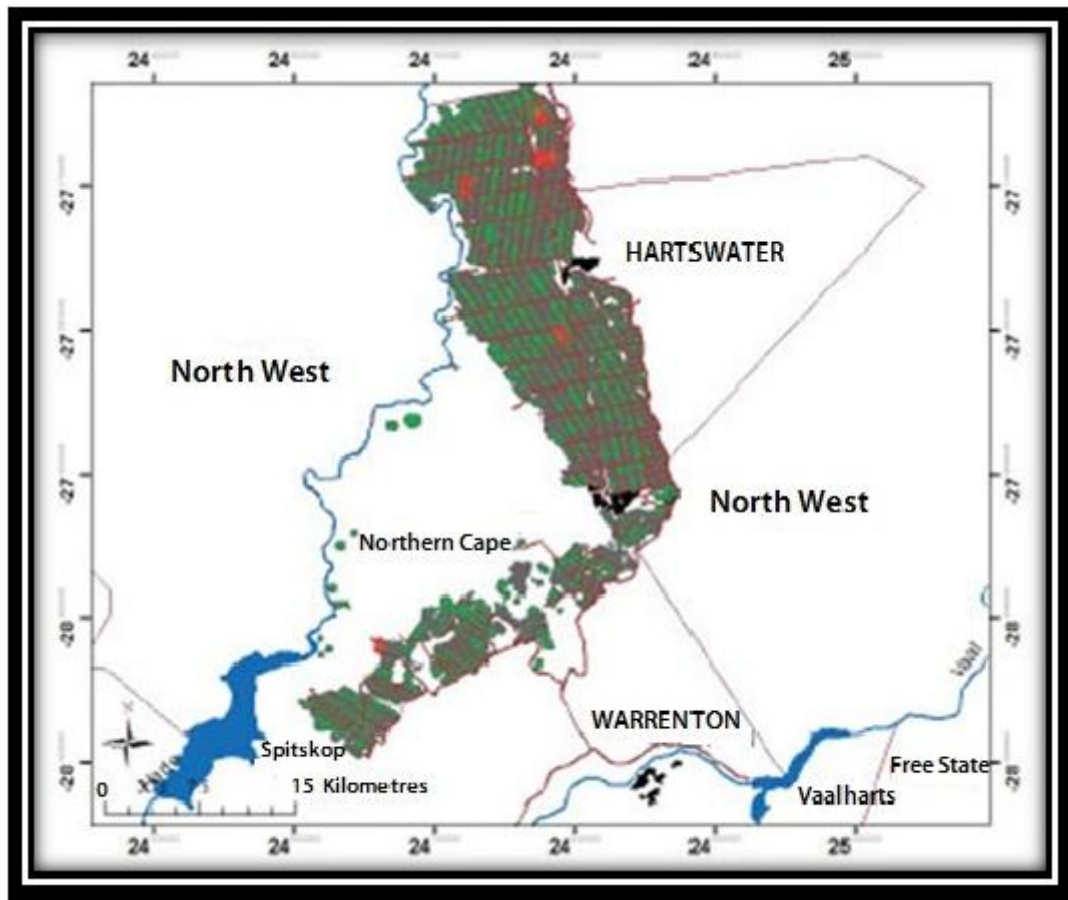 24 24 24 24 24 25
-27 -27
HARTSWATER
-27 -27
North West
-27 -27
North West
Northern Cape
-28 -28
Vaal
WARRENTON
Spitskop
Free State
-28 -28
0 15 Kilometres
Vaalharts
24 24 24 24 24 25